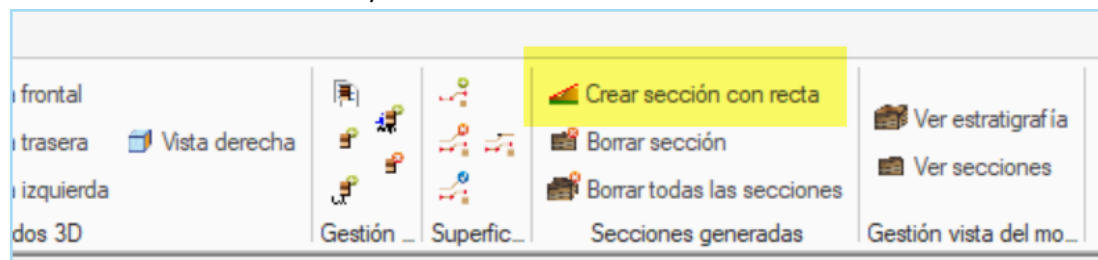 frontal
trasera
Vista derecha
izquierda
dos 3D
Gestión ...
Superfic...
Crear sección con recta
Borrar sección
Borrar todas las secciones
Secciones generadas
Ver estratigrafía
Ver secciones
Gestión vista del mo...